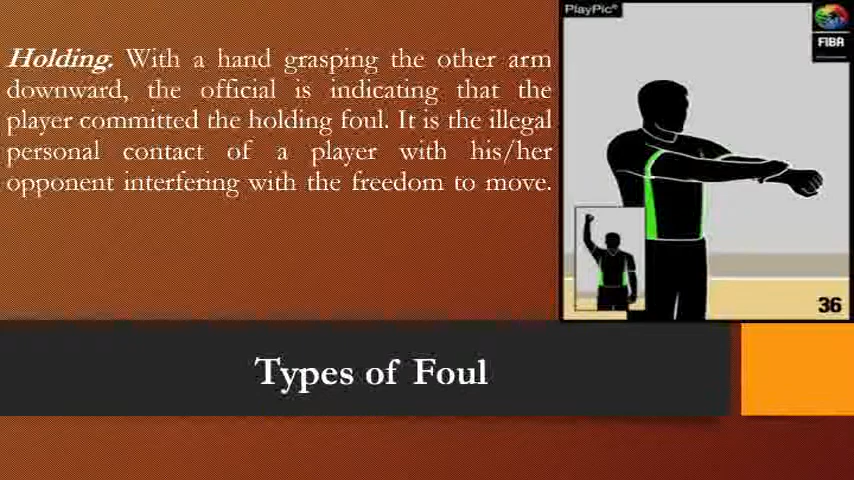 Holding. With a hand grasping the other arm
downward, the official is indicating that the
player committed the holding foul. It is the illegal
personal contact of a player with his/her
opponent interfering with the freedom to move.
PlayPic®
FIBA
36
Types of Foul